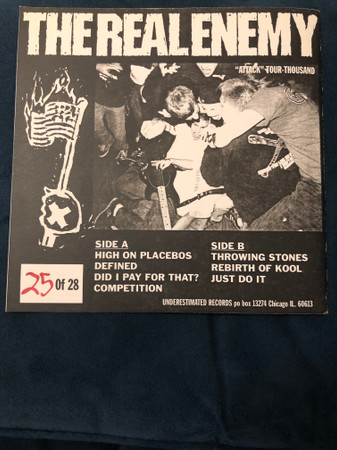 THE REAL ENEMY
"ATTACK" TOUR-THOUSAND
SIDE A
HIGH ON PLACEBOS
DEFINED
DID I PAY FOR THAT?
COMPETITION
SIDE B
THROWING STONES
REBIRTH OF KOOL
JUST DO IT
25 Of 28
UNDERESTIMATED RECORDS po box 13274 Chicago IL. 60613